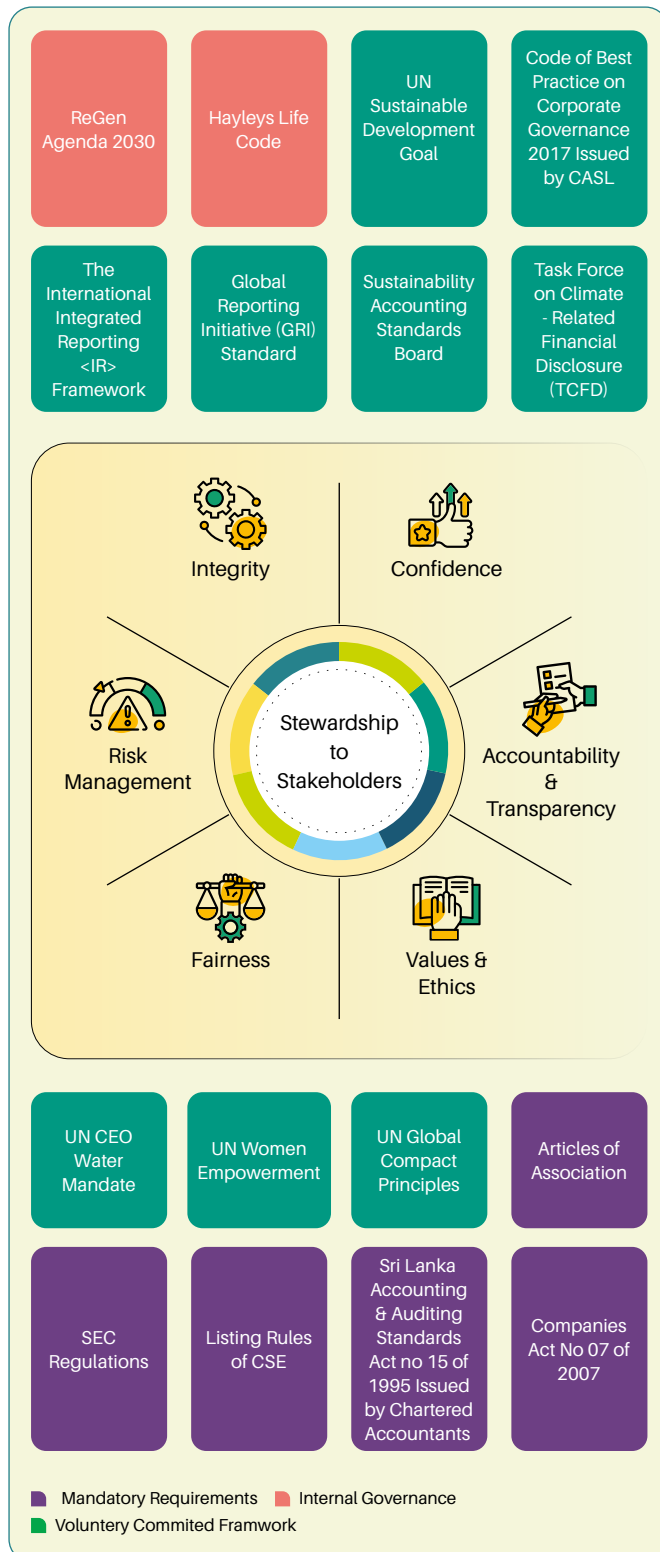 ReGen
Agenda 2030
Hayleys Life
Code
UN
Sustainable
Development
Goal
Code of Best
Practice on
Corporate
Governance
2017 Issued
by CASL
The
International
Integrated
Reporting
<IR>
Framework
Global
Reporting
Initiative (GRI)
Standard
Sustainability
Accounting
Standards
Board
Task Force
on Climate
- Related
Financial
Disclosure
(TCFD)
Integrity
Confidence
Risk
Management
Stewardship
to
Stakeholders
Accountability
&
Transparency
Fairness
Values &
Ethics
UN CEO
Water
Mandate
UN Women
Empowerment
UN Global
Compact
Principles
Articles of
Association
SEC
Regulations
Listing Rules
of CSE
Sri Lanka
Accounting
& Auditing
Standards
Act no 15 of
1995 Issued
by Chartered
Accountants
Companies
Act No 07 of
2007
Mandatory Requirements
Internal Governance
Voluntery Commited Framwork